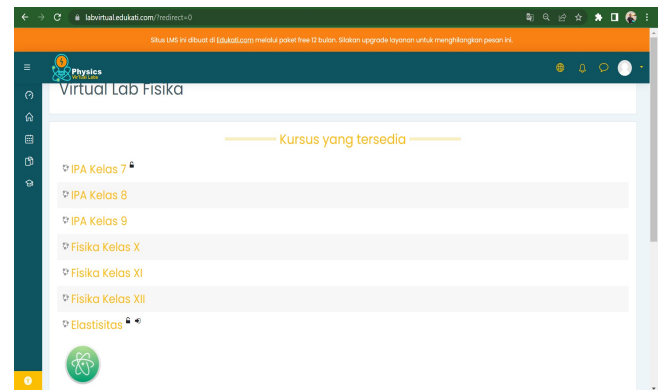 labvirtual.edukati.com/?redirect=0
Situs LMS ini dibuat di Edukati.com melalui paket free 12 bulan. Silakan upgrade layanan untuk menghilangkan pesan ini.
Physics
Virtual Labs
Virtual Lab Fisika
Kursus yang tersedia
IPA Kelas 7
IPA Kelas 8
IPA Kelas 9
Fisika Kelas X
Fisika Kelas XI
Fisika Kelas XII
Elastisitas